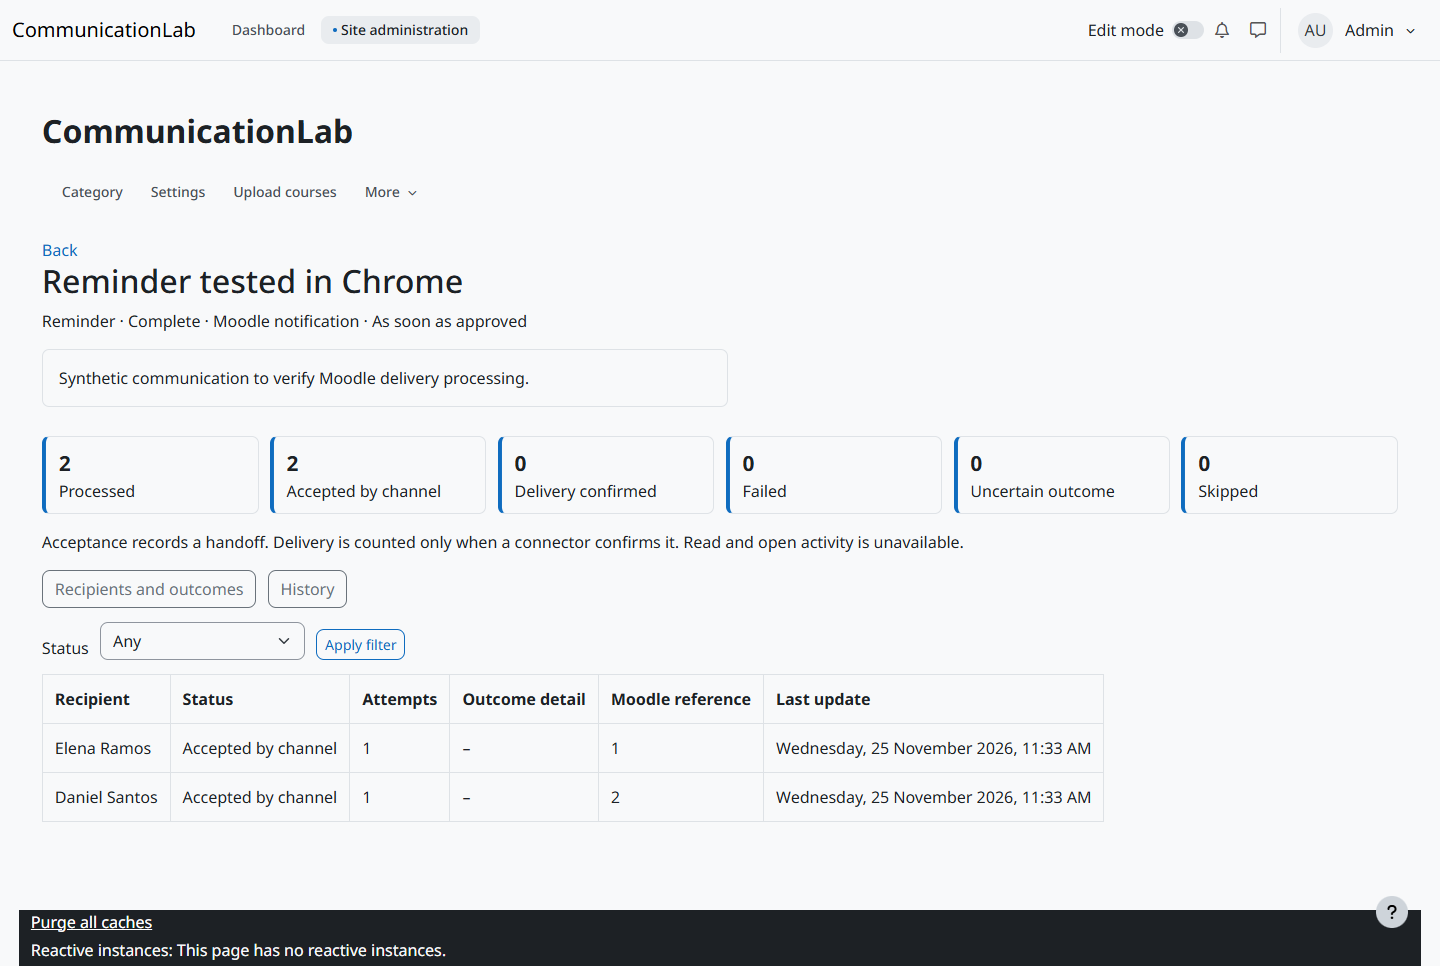 CommunicationLab
Dashboard
Site administration
Edit mode
AU
Admin
CommunicationLab
Category
Settings
Upload courses
More
Back
Reminder tested in Chrome
Reminder · Complete · Moodle notification · As soon as approved
Synthetic communication to verify Moodle delivery processing.
2
Processed
2
Accepted by channel
0
Delivery confirmed
0
Failed
0
Uncertain outcome
0
Skipped
Acceptance records a handoff. Delivery is counted only when a connector confirms it. Read and open activity is unavailable.
Recipients and outcomes
History
Status
Any
Apply filter
Recipient Status Attempts Outcome detail Moodle reference Last update
Elena Ramos Accepted by channel 1 – 1 Wednesday, 25 November 2026, 11:33 AM
Daniel Santos Accepted by channel 1 – 2 Wednesday, 25 November 2026, 11:33 AM
?
Purge all caches
Reactive instances: This page has no reactive instances.